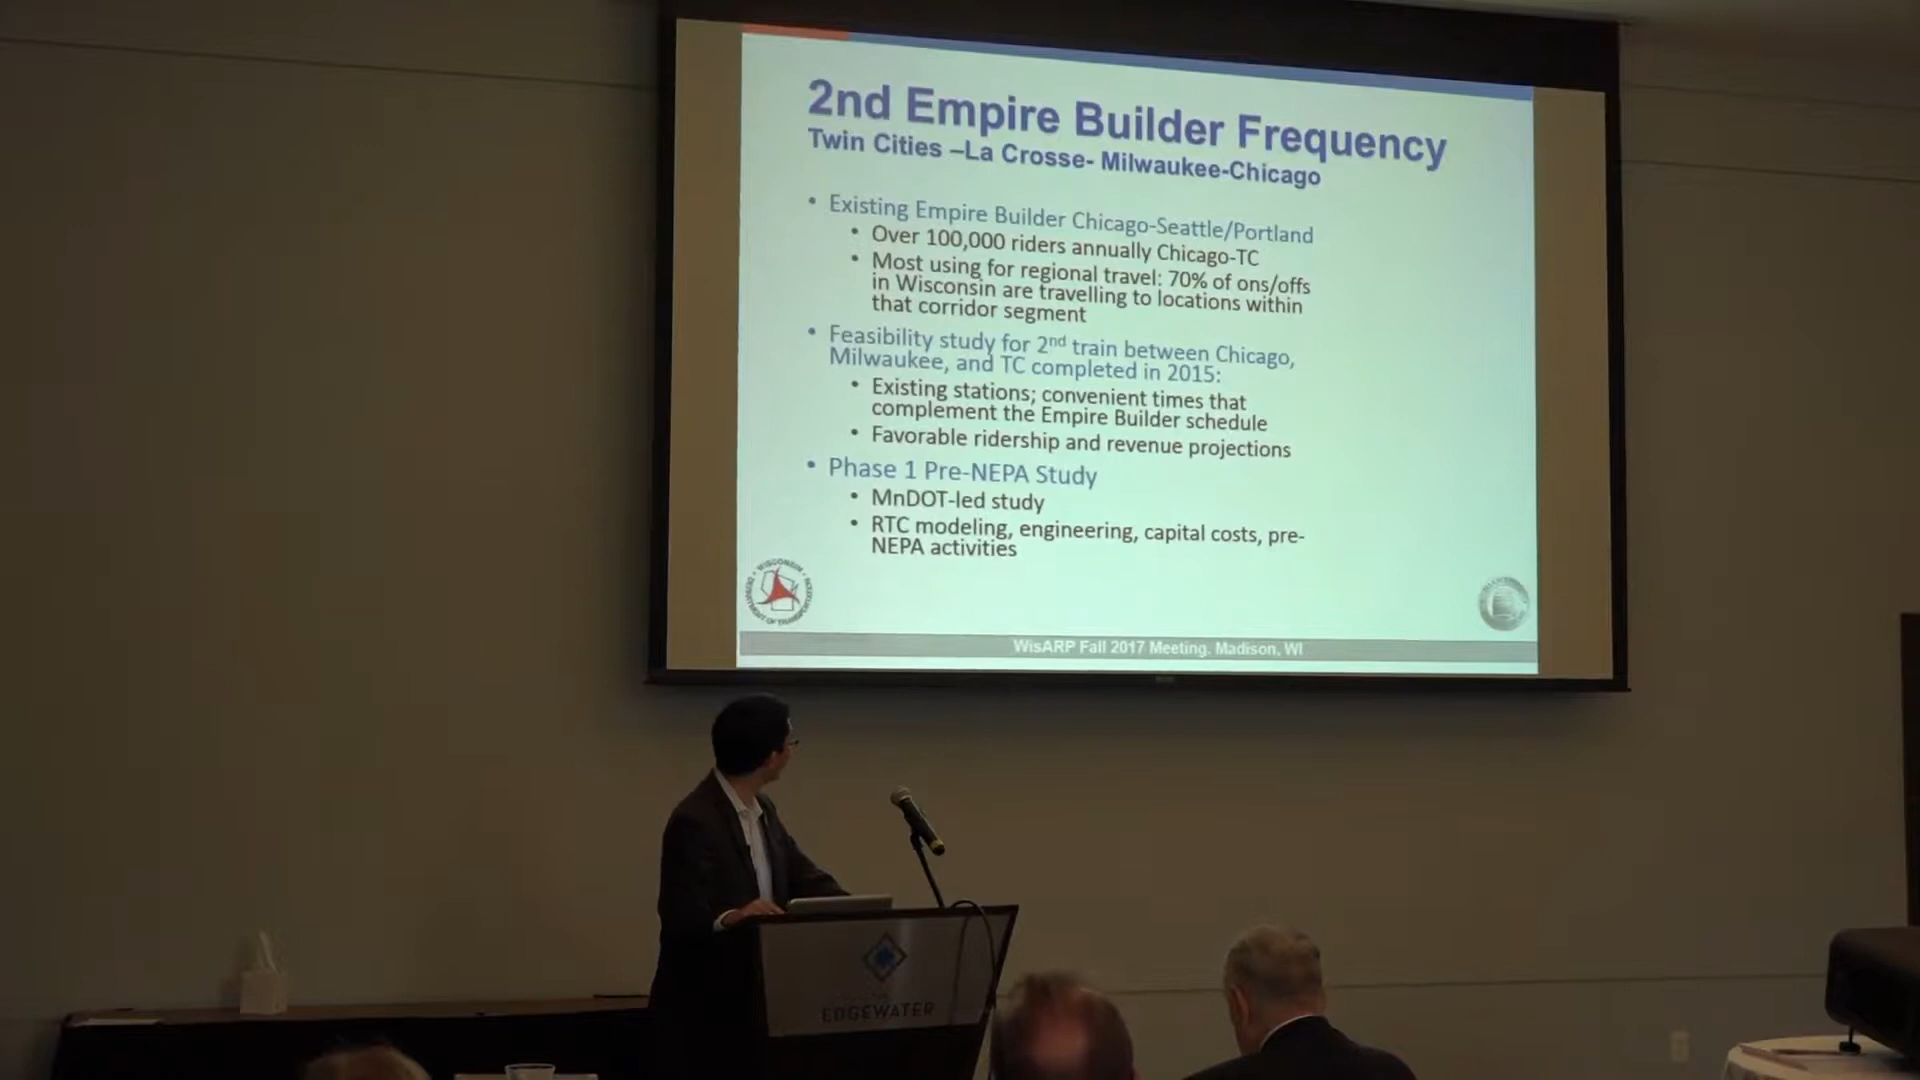 2nd Empire Builder Frequency
Twin Cities –La Crosse- Milwaukee-Chicago
• Existing Empire Builder Chicago-Seattle/Portland
• Over 100,000 riders annually Chicago-TC
• Most using for regional travel: 70% of ons/offs
in Wisconsin are travelling to locations within
that corridor segment
• Feasibility study for 2nd train between Chicago,
Milwaukee, and TC completed in 2015:
• Existing stations; convenient times that
complement the Empire Builder schedule
• Favorable ridership and revenue projections
• Phase 1 Pre-NEPA Study
• MnDOT-led study
• RTC modeling, engineering, capital costs, pre-
NEPA activities
WISCONSIN
DEPARTMENT OF TRANSPORTATION
WisARP Fall 2017 Meeting. Madison, WI
EDGEWATER